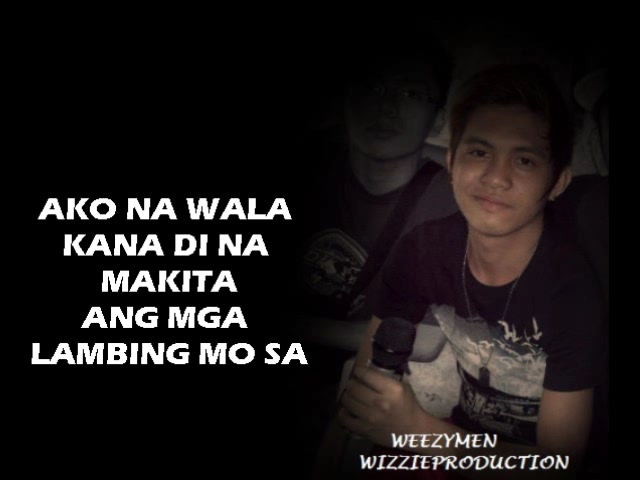 AKO NA WALA
KANA DI NA
MAKITA
ANG MGA
LAMBING MO SA
WEEZYMEN
WIZZIEPRODUCTION